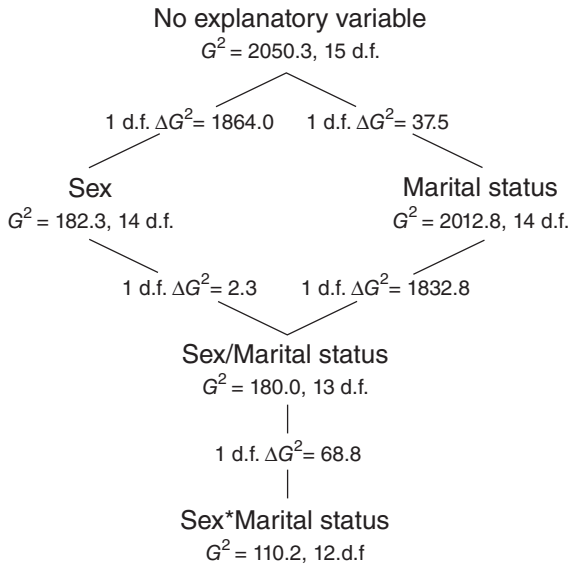 No explanatory variable
G² = 2050.3, 15 d.f.
1 d.f. ΔG² = 1864.0 1 d.f. ΔG² = 37.5
Sex Marital status
G² = 182.3, 14 d.f. G² = 2012.8, 14 d.f.
1 d.f. ΔG² = 2.3 1 d.f. ΔG² = 1832.8
Sex/Marital status
G² = 180.0, 13 d.f.
1 d.f. ΔG² = 68.8
Sex*Marital status
G² = 110.2, 12.d.f